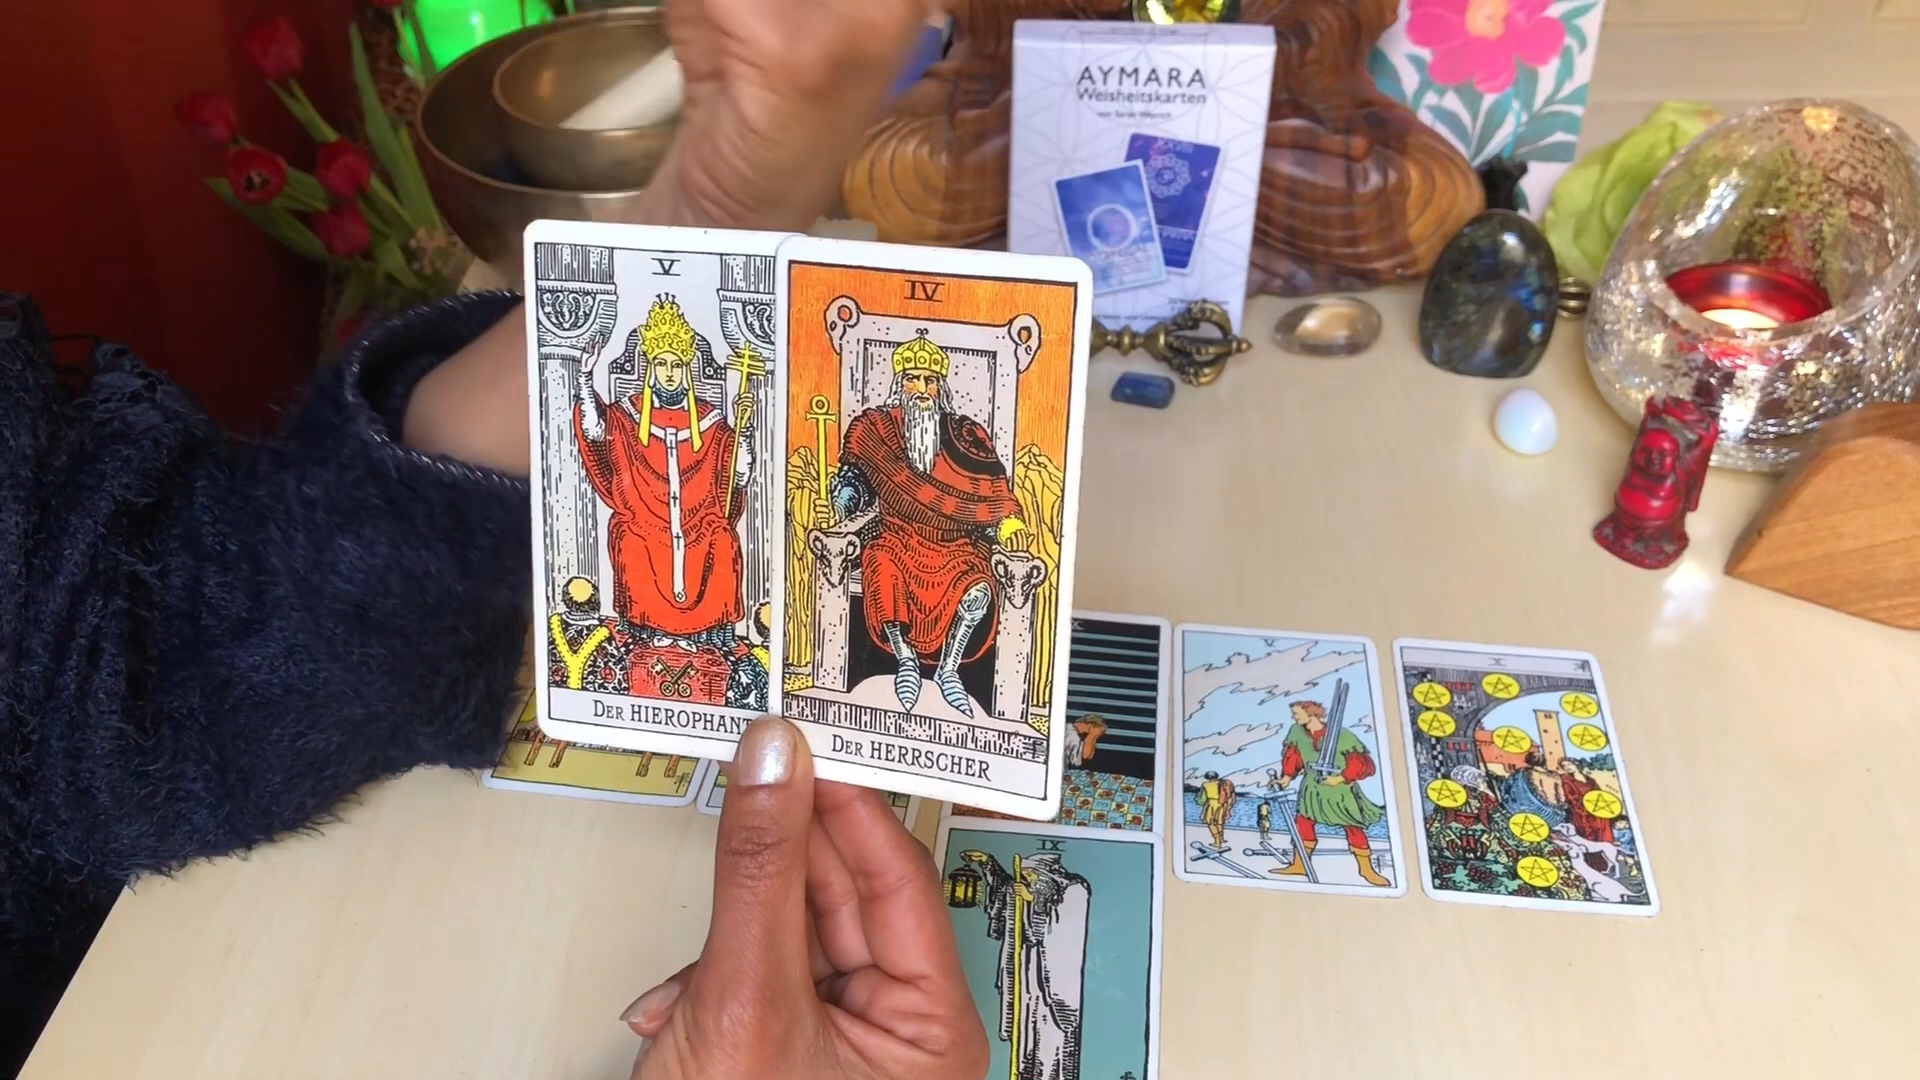 AYMARA
Weisheitskarten
V
IV
DER HIEROPHANT
DER HERRSCHER
X
V
X
IX